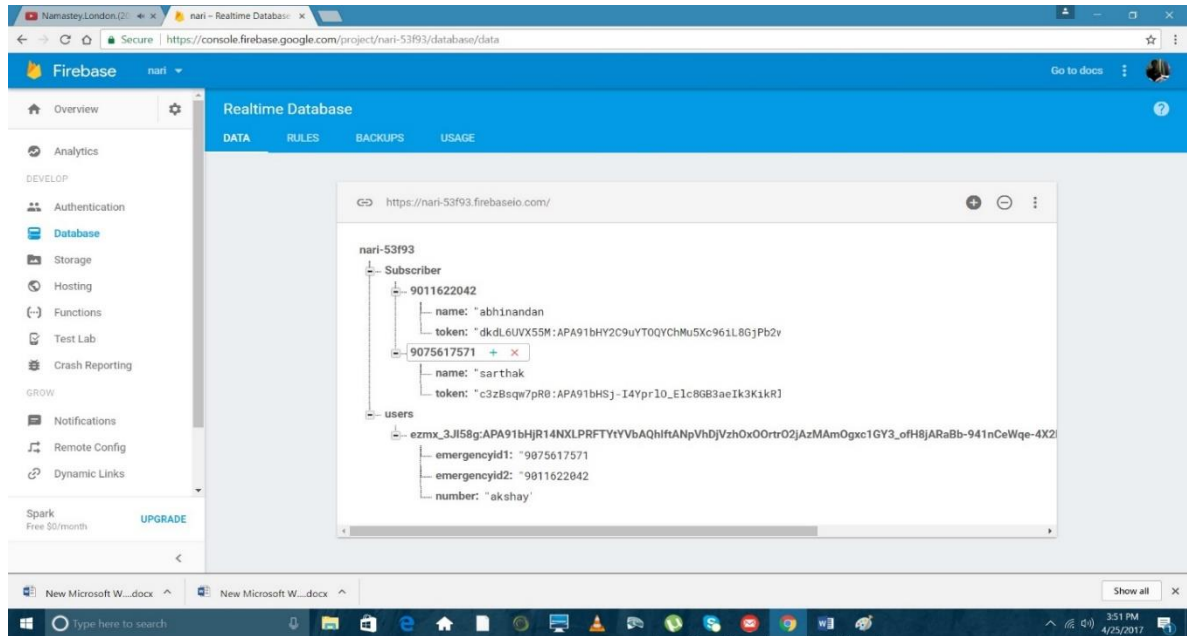 Namastey.London.(20
nari – Realtime Database
Secure https://console.firebase.google.com/project/nari-53f93/database/data
Firebase nari Go to docs
Overview
Realtime Database
DATA RULES BACKUPS USAGE
Analytics
DEVELOP
Authentication
Database
Storage
Hosting
Functions
Test Lab
Crash Reporting
GROW
Notifications
Remote Config
Dynamic Links
Spark
Free $0/month
UPGRADE
https://nari-53f93.firebaseio.com/
nari-53f93
Subscriber
9011622042
name: "abhinandan
token: "dkdL6UVX55M:APA91bHY2C9uYTOQYChMu5Xc96iL8GjPb2v
9075617571
name: "sarthak
token: "c3zBsqw7pR0:APA91bHSj-I4YprlO_Elc8GB3aeIk3KikR]
users
ezmx_3JI58g:APA91bHjR14NXLPRFTYtYVbAQhIftANpVhDjVzhOxOOrtrO2jAzMAmOgxc1GY3_ofH8jARaBb-941nCeWqe-4X2
emergencyid1: "9075617571
emergencyid2: "9011622042
number: "akshay'
New Microsoft W....docx
New Microsoft W....docx
Show all
Type here to search
3:51 PM
4/25/2017